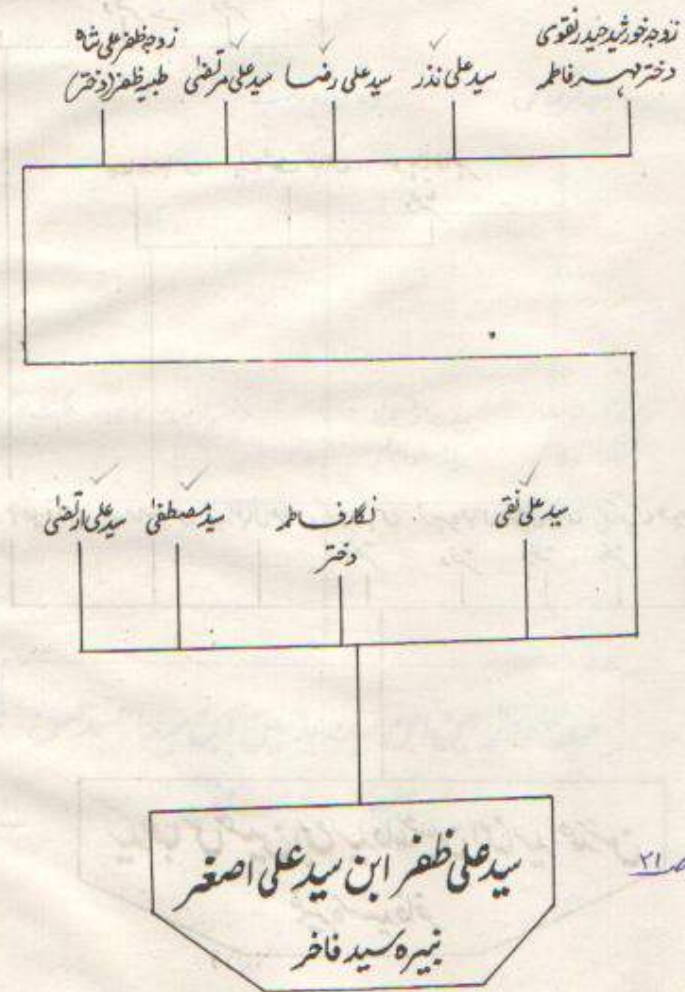 زوجہ خورشید حیدر نقوی
دختر مہر فاطمہ
سید علی نذر
سید علی رضا
سید علی مرتضیٰ
زوجہ ظفر علی شاہ
طیبہ ظفر (دختر)
سید علی نقی
نگار فاطمہ
دختر
سید مصطفیٰ
سید علی ارتضیٰ
سید علی ظفر ابن سید علی اصغر
نبیرہ سید فاخر
۲۱